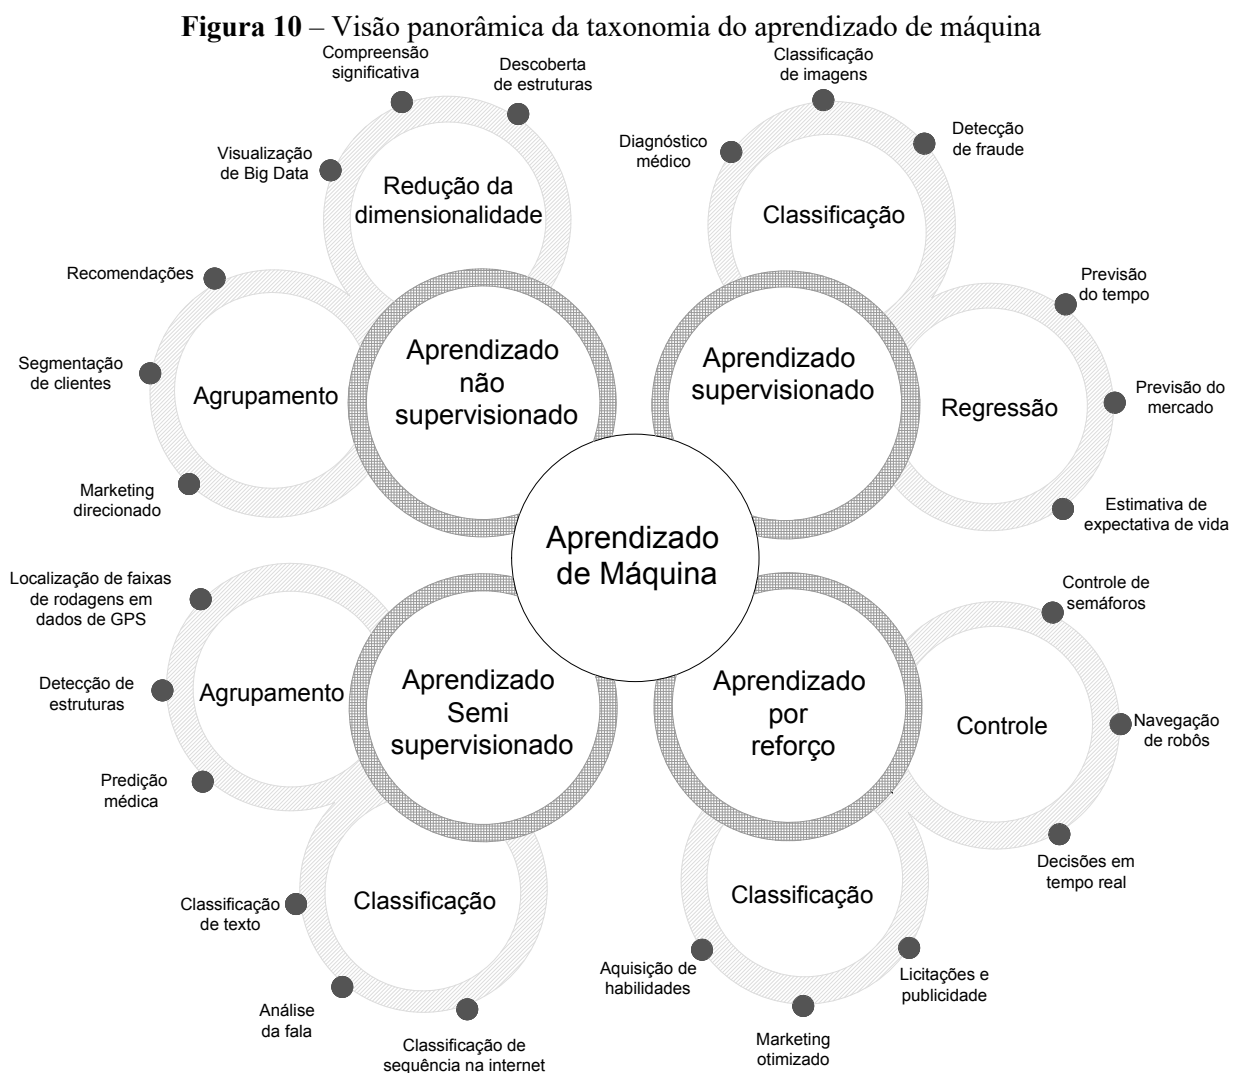 Figura 10 – Visão panorâmica da taxonomia do aprendizado de máquina
Compreensão
significativa
Descoberta
de estruturas
Visualização
de Big Data
Redução da
dimensionalidade
Classificação
de imagens
Diagnóstico
médico
Detecção
de fraude
Classificação
Recomendações
Segmentação
de clientes
Marketing
direcionado
Agrupamento
Aprendizado
não
supervisionado
Aprendizado
supervisionado
Previsão
do tempo
Previsão do
mercado
Estimativa de
expectativa de vida
Regressão
Aprendizado
de Máquina
Localização de faixas
de rodagens em
dados de GPS
Detecção de
estruturas
Predição
médica
Agrupamento
Aprendizado
Semi
supervisionado
Aprendizado
por
reforço
Controle de
semáforos
Navegação
de robôs
Decisões em
tempo real
Controle
Classificação
de texto
Análise
da fala
Classificação de
sequência na internet
Classificação
Classificação
Aquisição de
habilidades
Marketing
otimizado
Licitações e
publicidade